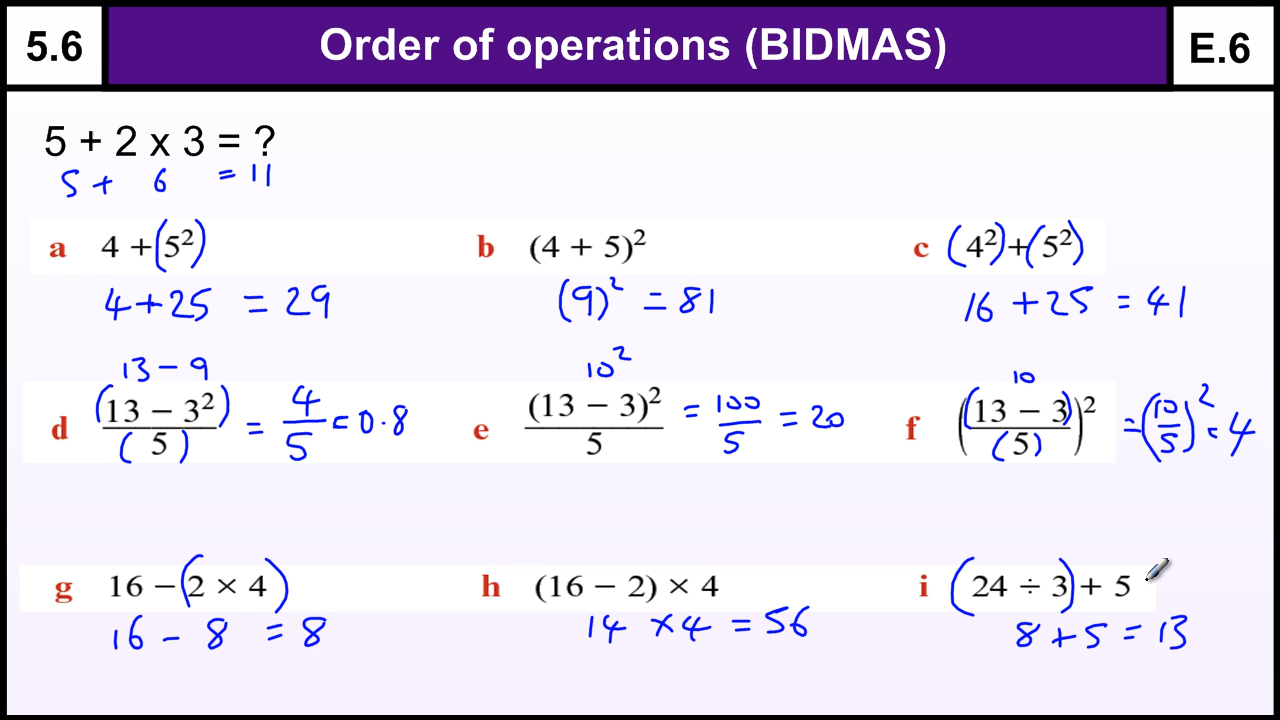 5.6 Order of operations (BIDMAS) E.6
5 + 2 x 3 = ?
5 + 6 = 11
a 4 + (5²) b (4 + 5)² c (4²) + (5²)
4 + 25 = 29 (9)² = 81 16 + 25 = 41
13 - 9 10² 10
d (13 − 3²) / (5) = 4/5 = 0.8 e (13 − 3)² / 5 = 100/5 = 20 f ((13 − 3) / (5))² = (10/5)² = 4
g 16 − (2 × 4) h (16 − 2) × 4 i (24 ÷ 3) + 5
16 - 8 = 8 14 × 4 = 56 8 + 5 = 13